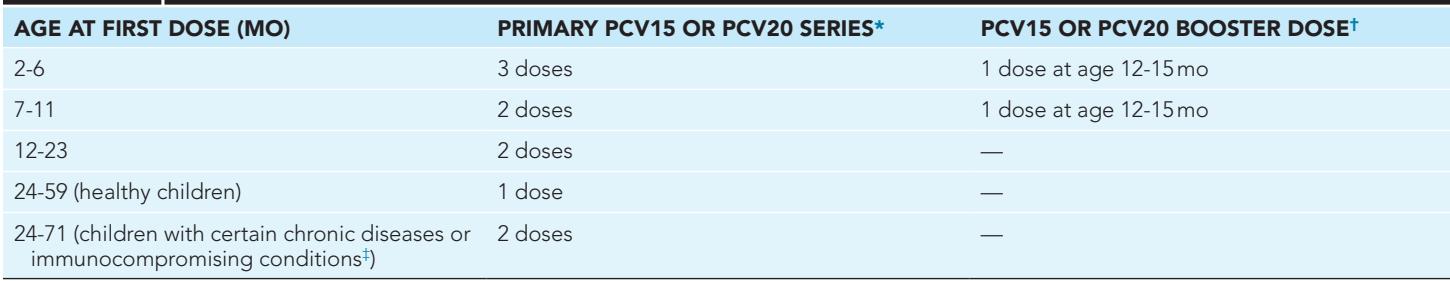 AGE AT FIRST DOSE (MO) PRIMARY PCV15 OR PCV20 SERIES* PCV15 OR PCV20 BOOSTER DOSE†
2-6 3 doses 1 dose at age 12-15 mo
7-11 2 doses 1 dose at age 12-15 mo
12-23 2 doses —
24-59 (healthy children) 1 dose —
24-71 (children with certain chronic diseases or 2 doses —
immunocompromising conditions‡)